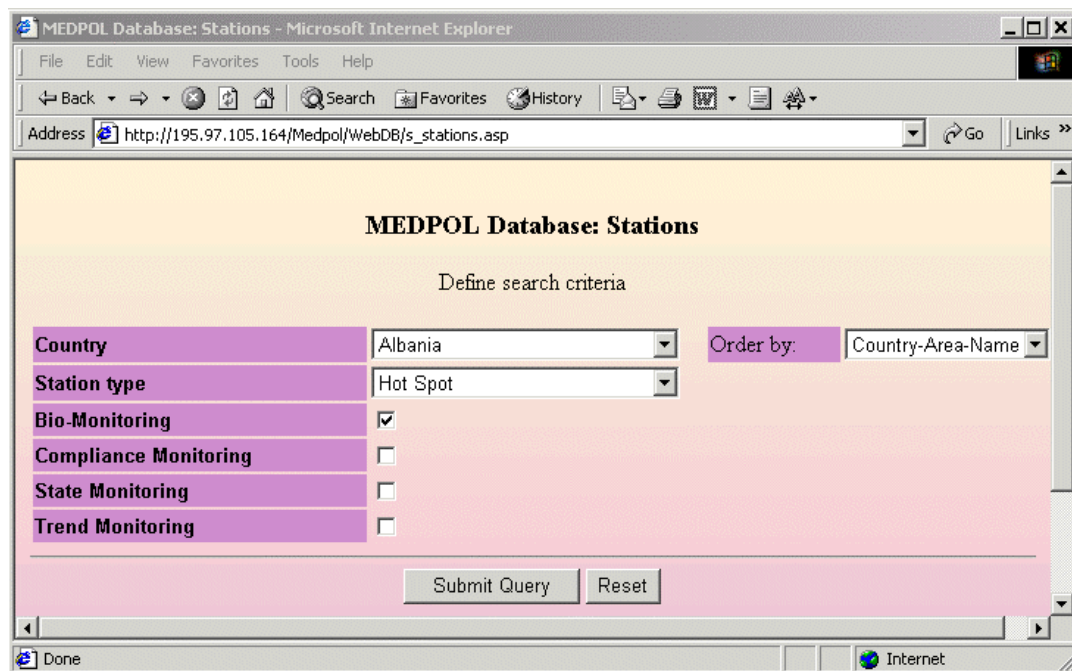 MEDPOL Database: Stations - Microsoft Internet Explorer
File Edit View Favorites Tools Help
Back Search Favorites History
Address http://195.97.105.164/Medpol/WebDB/s_stations.asp Go Links »
MEDPOL Database: Stations
Define search criteria
Country Albania Order by: Country-Area-Name
Station type Hot Spot
Bio-Monitoring
Compliance Monitoring
State Monitoring
Trend Monitoring
Submit Query Reset
Done Internet